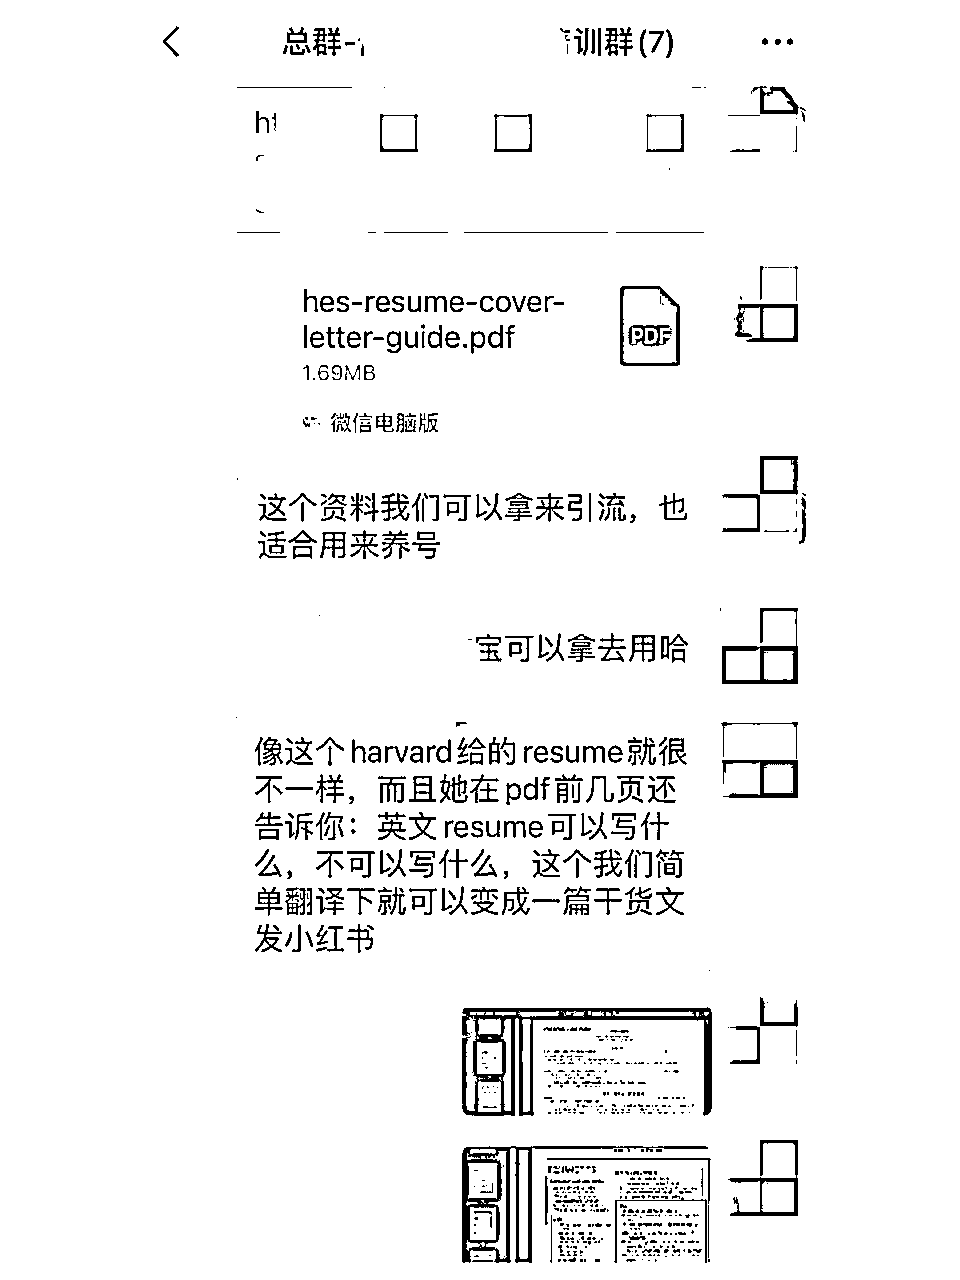 总群-
训群(7)
hes-resume-cover-
letter-guide.pdf
PDF
1.69MB
微信电脑版
这个资料我们可以拿来引流，也
适合用来养号
宝可以拿去用哈
像这个harvard给的resume就很
不一样，而且她在pdf前几页还
告诉你：英文resume可以写什
么，不可以写什么，这个我们简
单翻译下就可以变成一篇干货文
发小红书